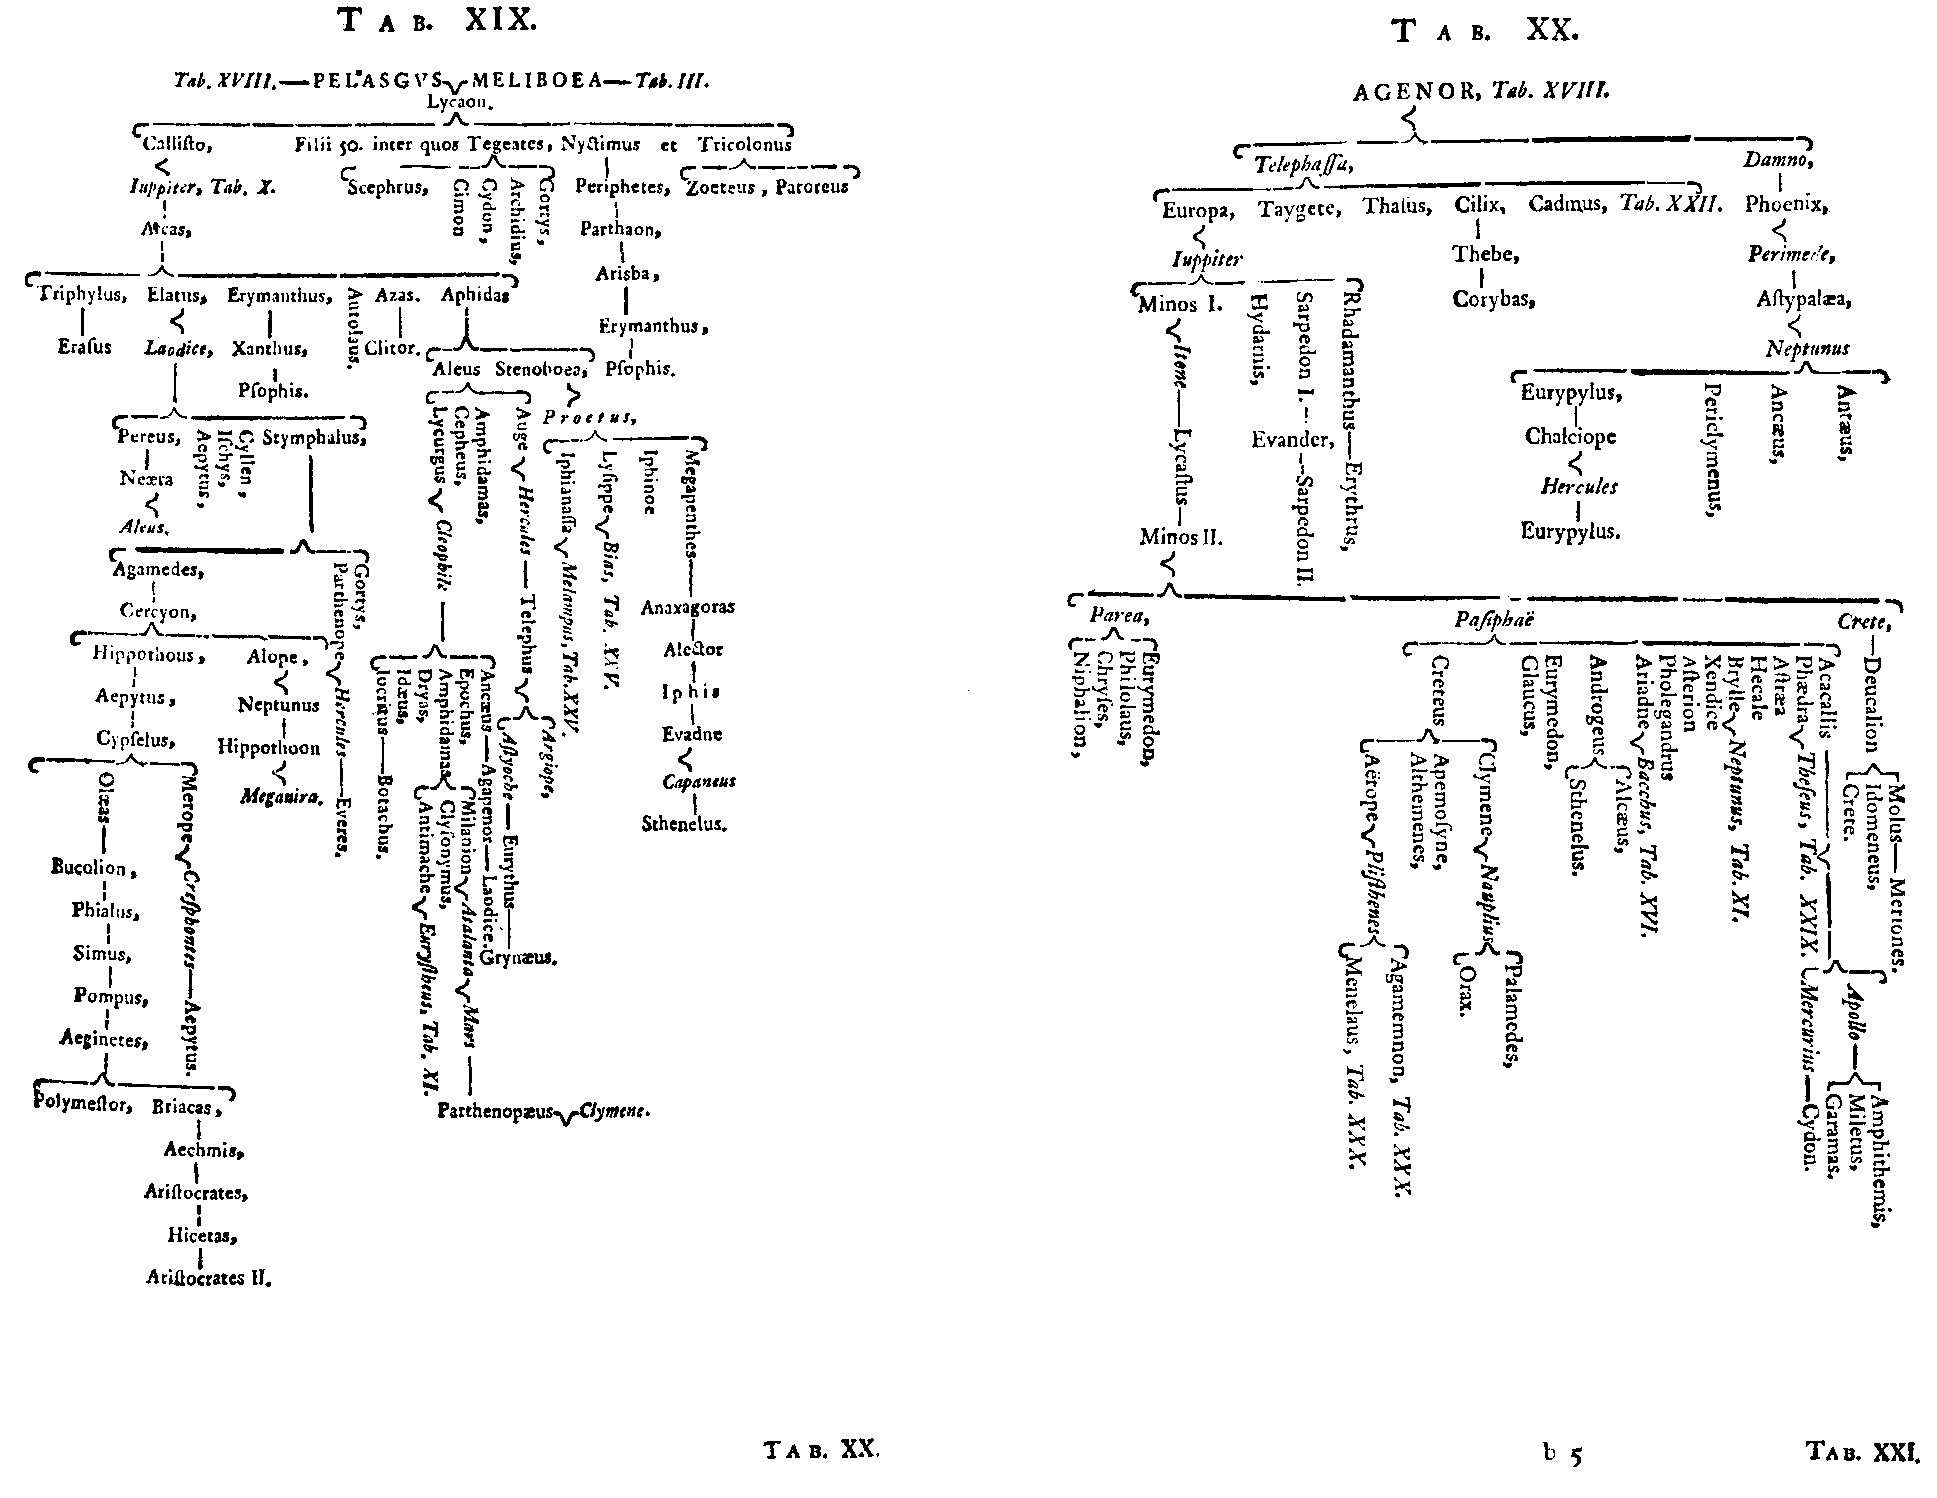 TAB. XIX.
Tab. XVIII.—PELASGVS MELIBOEA—Tab. III.
Lycaon.
Calliſto, Filii 50. inter quos Tegeates, Nyctimus et Tricolonus
Iuppiter, Tab. X. Scephrus, Cimon Cydon, Archidius, Gortys, Periphetes, Zoeteus, Paroreus
Arcas, Parthaon,
Arisba,
Triphylus, Elatus, Erymanthus, Autolaus. Azas. Aphidas
Erymanthus,
Eraſus Laodice, Xanthus, Clitor.
Aleus Stenoboea, Pſophis.
Pſophis.
Lycurgus Cleophile
Cepheus,
Amphidamas,
Auge Hercules—Telephus
Proetus,
Pereus, Aepytus, Iſchys, Cyllen, Stymphalus,
Iphianaſſa Melampus, Tab. XXV.
Lyſippe Bias, Tab. XXV.
Iphinoe
Megapenthes
Neæra
Aleus.
Agamedes, Parthenope Hercules—Everes.
Gortys,
Cercyon,
Anaxagoras
Hippothous, Alope,
Alector
Iocritus—Botachus.
Idæus,
Dryas,
Amphidamas
Epochus,
Ancæus—Agapenor—Laodice.
Aepytus, Neptunus
Iphis
Cypſelus, Hippothoon
Evadne
Aſtyoche—Eurythus
Argiope,
Olæas Merope Creſphontes—Aepytus.
Meganira.
Capaneus
Antimache Euryſtheus, Tab. XI.
Clyſonymus,
Milanion Atalanta Mars
Sthenelus.
Bucolion,
Phialus,
Simus,
Grynæus.
Pompus,
Aeginetes,
Polymeſtor, Briacas,
Parthenopæus Clymene.
Aechmis,
Ariſtocrates,
Hicetas,
Ariſtocrates II.
TAB. XX.
TAB. XX.
AGENOR, Tab. XVIII.
Telephaſſa, Damno,
Europa, Taygete, Thaſus, Cilix, Cadmus, Tab. XXII. Phoenix,
Iuppiter Thebe, Perimede,
Minos I. Hydarnis, Sarpedon I. Rhadamanthus—Erythrus,
Corybas, Aſtypalæa,
Itone—Lycaſtus
Neptunus
Eurypylus, Periclymenus, Ancæus, Antæus,
Evander,—Sarpedon II.
Chalciope
Hercules
Minos II. Eurypylus.
Parea, Paſiphaë Crete,
Niphalion,
Chryſes,
Philolaus,
Eurymedon,
Creteus
Glaucus,
Eurymedon,
Androgeus
Ariadne Bacchus, Tab. XVI.
Pholegandrus
Aſterion
Xendice
Brylle Neptunus, Tab. XI.
Hecale
Aſtræa
Phædra Theſeus, Tab. XXIX.
Acacallis
Deucalion
Aërope Pliſthenes
Althemenes,
Apemoſyne,
Clymene Nauplius
Sthenelus.
Alcæus,
Crete.
Idomeneus,
Molus—Meriones.
Menelaus, Tab. XXX.
Agamemnon, Tab. XXX.
Orax.
Palamedes,
Mercurius—Cydon.
Apollo
Garamas.
Miletus,
Amphithemis,
b 5 TAB. XXI.